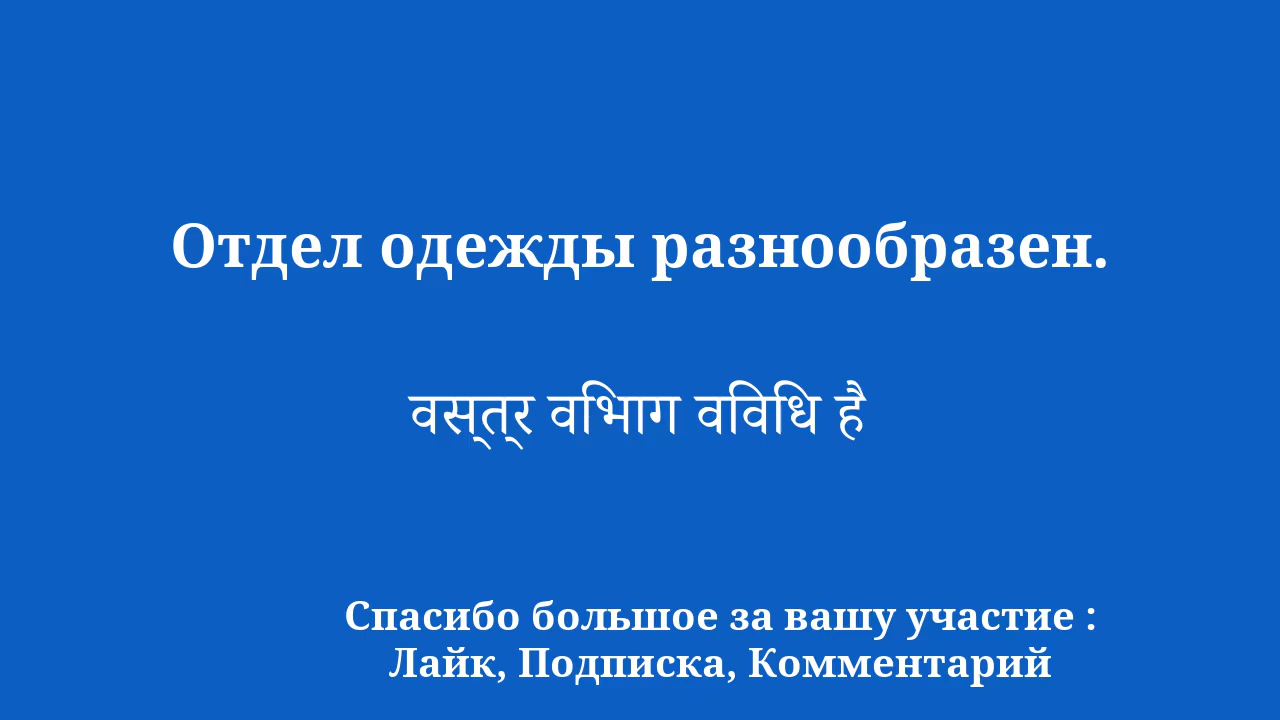 Отдел одежды разнообразен.
वस्त्र विभाग विविध है
Спасибо большое за вашу участие :
Лайк, Подписка, Комментарий